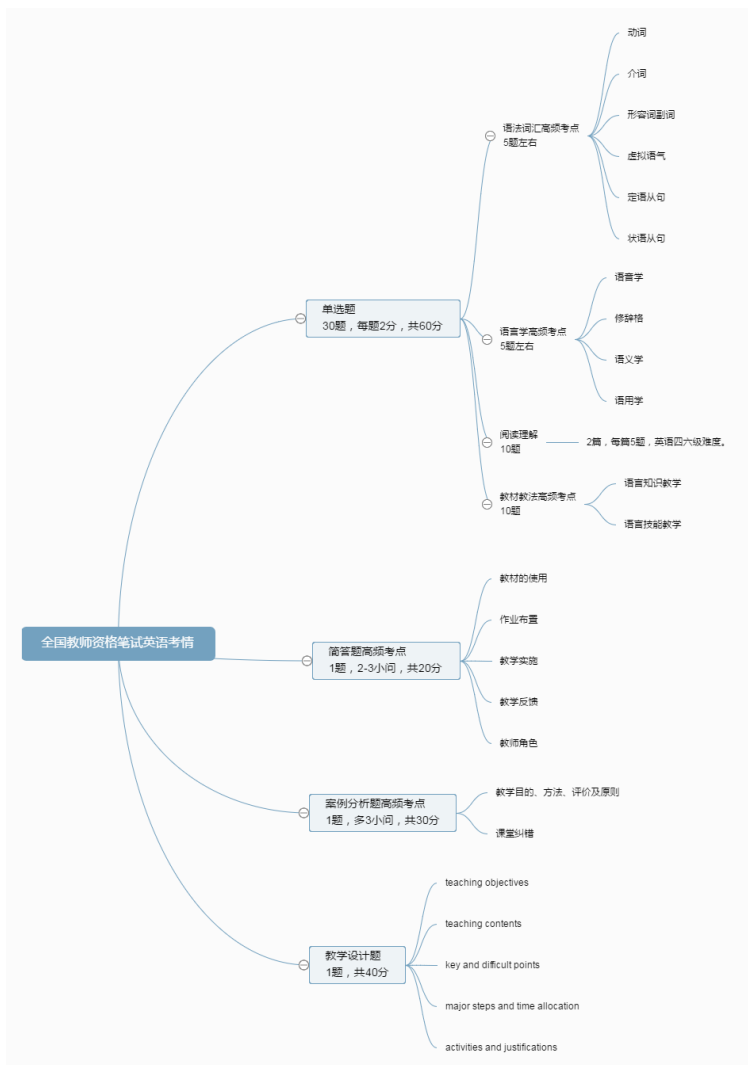 全国教师资格笔试英语考情
单选题
30题，每题2分，共60分
语法词汇高频考点
5题左右
动词
介词
形容词副词
虚拟语气
定语从句
状语从句
语言学高频考点
5题左右
语音学
修辞格
语义学
语用学
阅读理解
10题
2篇，每篇5题，英语四六级难度。
教材教法高频考点
10题
语言知识教学
语言技能教学
简答题高频考点
1题，2-3小问，共20分
教材的使用
作业布置
教学实施
教学反馈
教师角色
案例分析题高频考点
1题，多3小问，共30分
教学目的、方法、评价及原则
课堂纠错
教学设计题
1题，共40分
teaching objectives
teaching contents
key and difficult points
major steps and time allocation
activities and justifications